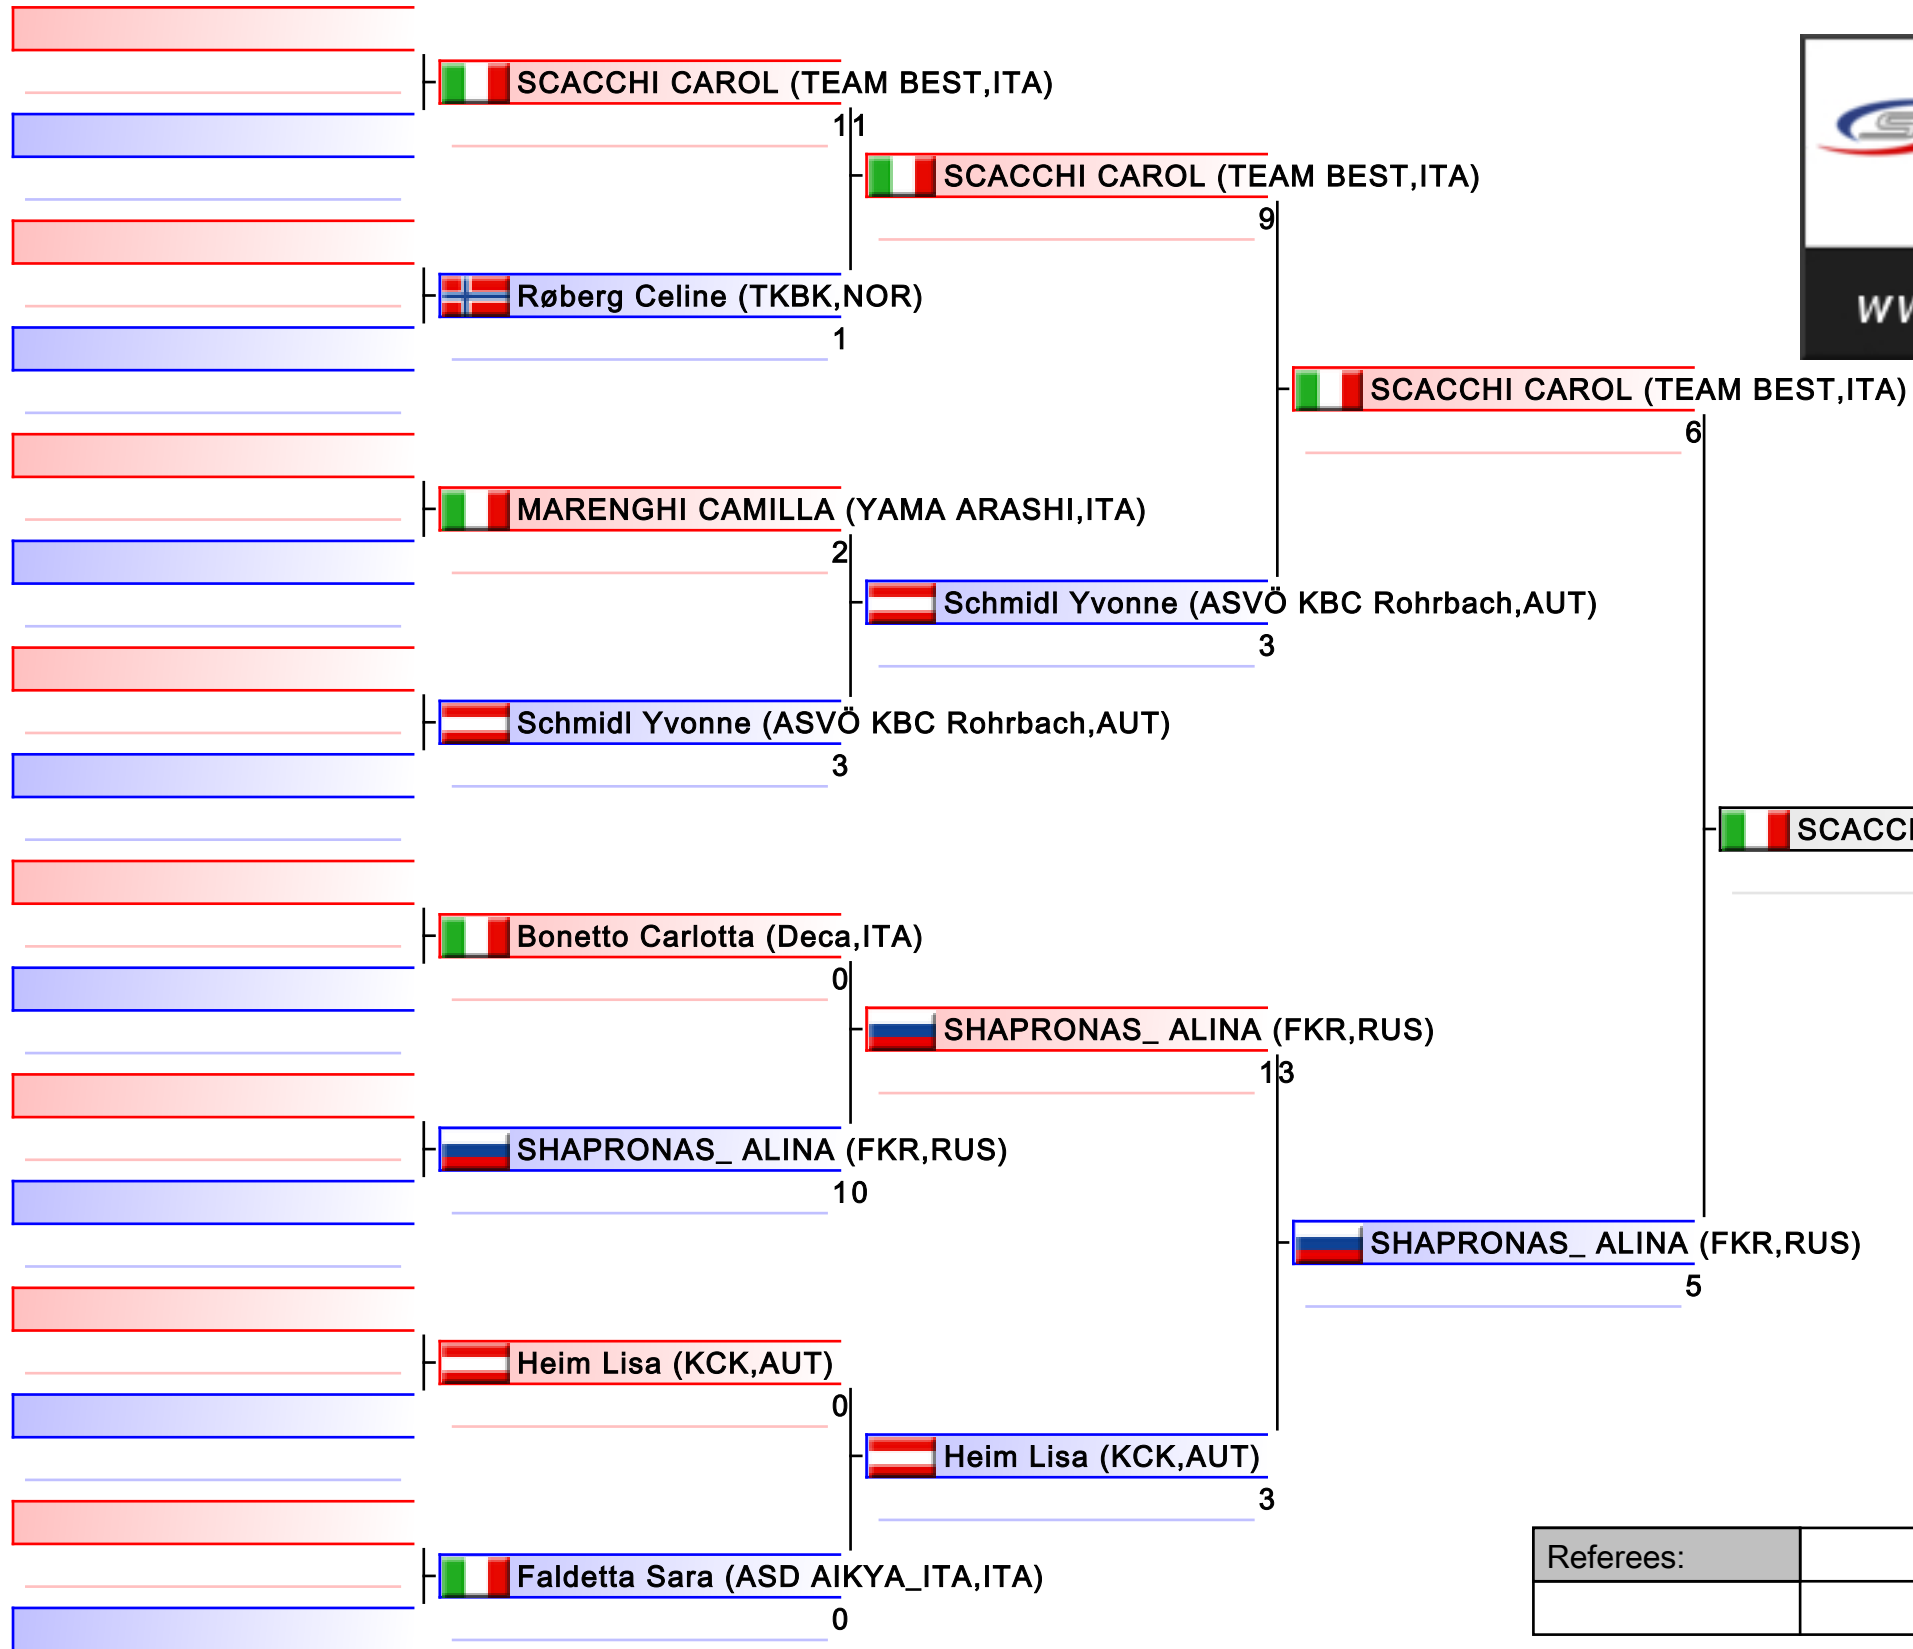 SCACCHI CAROL (TEAM BEST,ITA)
11
SCACCHI CAROL (TEAM BEST,ITA)
9
Røberg Celine (TKBK,NOR)
1
SCACCHI CAROL (TEAM BEST,ITA)
6
MARENGHI CAMILLA (YAMA ARASHI,ITA)
2
Schmidl Yvonne (ASVÖ KBC Rohrbach,AUT)
3
Schmidl Yvonne (ASVÖ KBC Rohrbach,AUT)
3
Bonetto Carlotta (Deca,ITA)
0
SHAPRONAS_ ALINA (FKR,RUS)
13
SHAPRONAS_ ALINA (FKR,RUS)
10
SHAPRONAS_ ALINA (FKR,RUS)
5
Heim Lisa (KCK,AUT)
0
Heim Lisa (KCK,AUT)
3
Faldetta Sara (ASD AIKYA_ITA,ITA)
0
Referees: